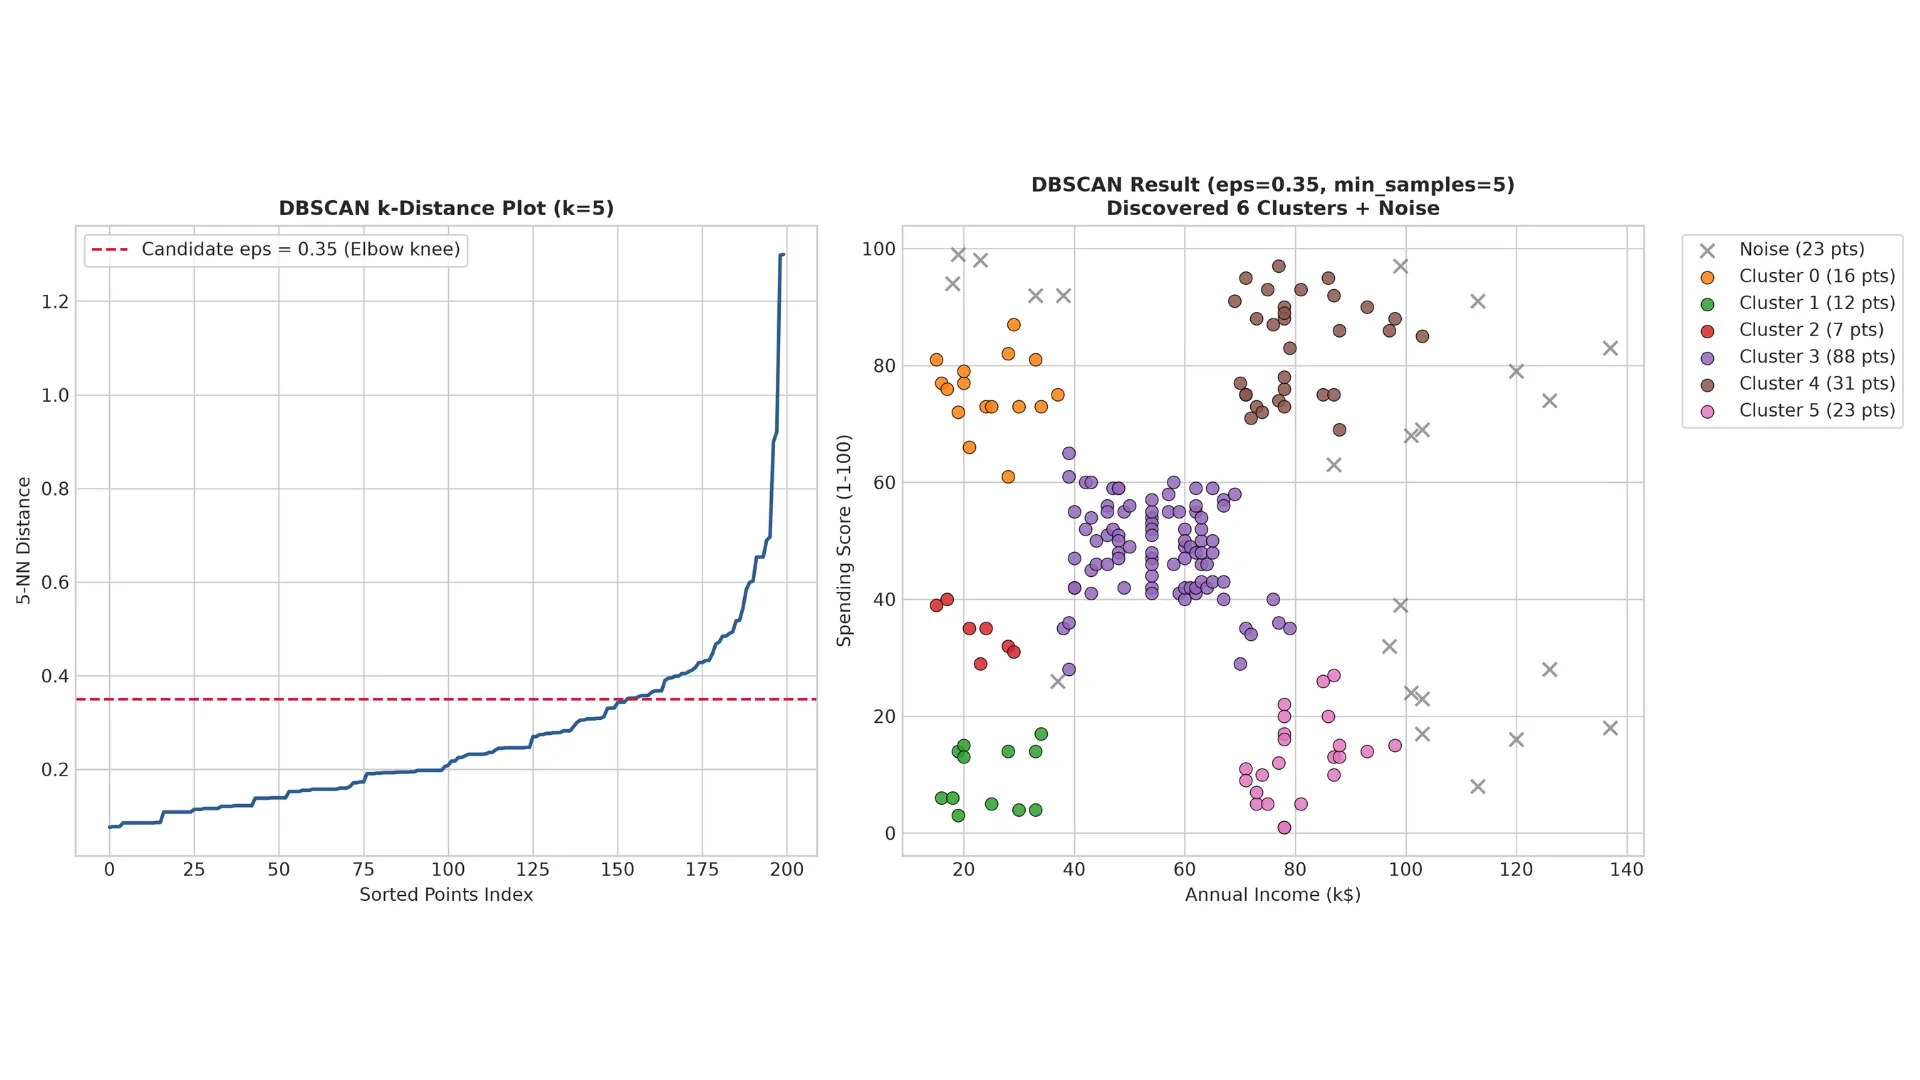 DBSCAN k-Distance Plot (k=5)
Candidate eps = 0.35 (Elbow knee)
1.2
1.0
0.8
0.6
0.4
0.2
5-NN Distance
0 25 50 75 100 125 150 175 200
Sorted Points Index
DBSCAN Result (eps=0.35, min_samples=5)
Discovered 6 Clusters + Noise
100
80
60
40
20
0
Spending Score (1-100)
20 40 60 80 100 120 140
Annual Income (k$)
Noise (23 pts)
Cluster 0 (16 pts)
Cluster 1 (12 pts)
Cluster 2 (7 pts)
Cluster 3 (88 pts)
Cluster 4 (31 pts)
Cluster 5 (23 pts)